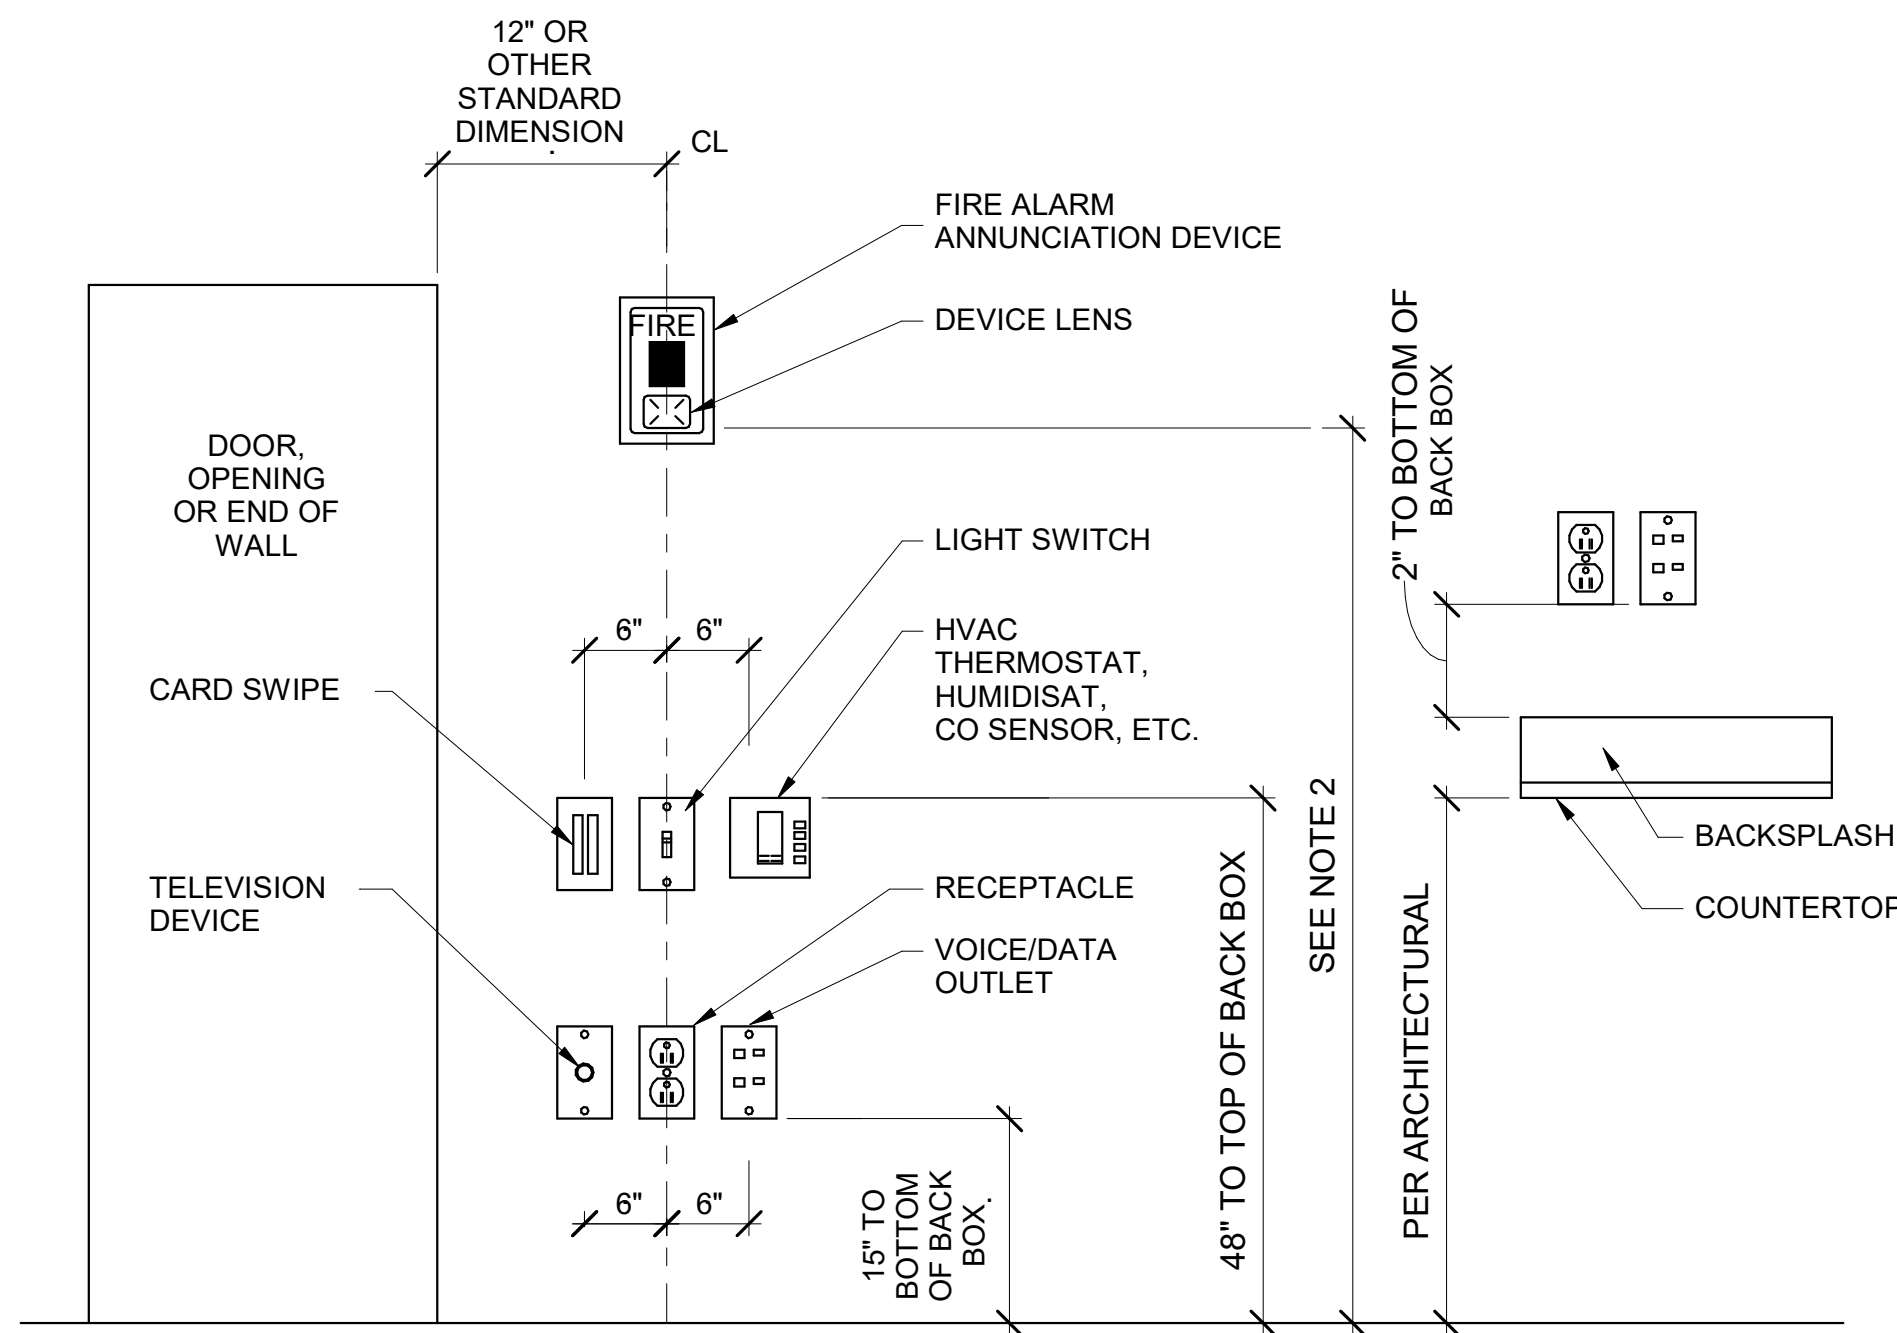 12" OR
OTHER
STANDARD
DIMENSION
.
CL
FIRE ALARM
ANNUNCIATION DEVICE
FIRE
DEVICE LENS
2" TO BOTTOM OF
BACK BOX
DOOR,
OPENING
OR END OF
WALL
LIGHT SWITCH
6"
6"
HVAC
THERMOSTAT,
HUMIDISAT,
CO SENSOR, ETC.
CARD SWIPE
BACKSPLASH
TELEVISION
DEVICE
RECEPTACLE
COUNTERTOP
VOICE/DATA
OUTLET
6"
6"
15" TO
BOTTOM
OF BACK
BOX.
48" TO TOP OF BACK BOX
SEE NOTE 2
PER ARCHITECTURAL